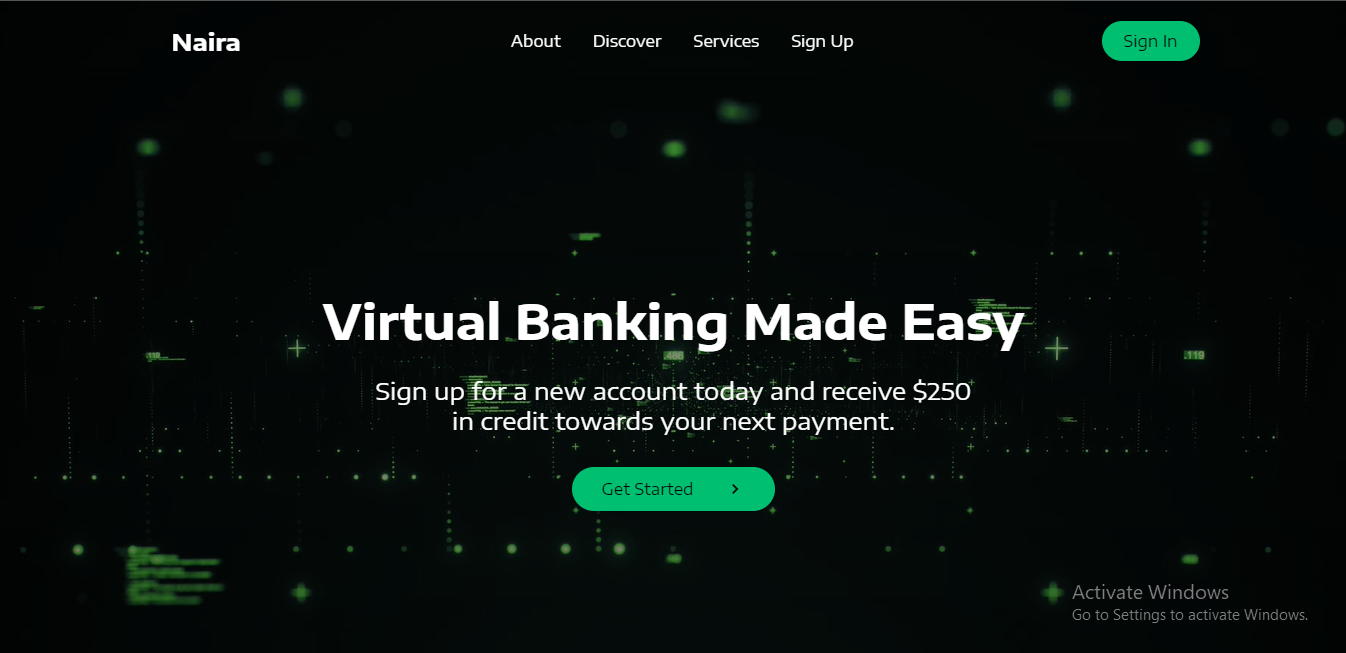 Naira
About
Discover
Services
Sign Up
Sign In
Virtual Banking Made Easy
.119
.486
.119
Sign up for a new account today and receive $250
in credit towards your next payment.
Get Started
Activate Windows
Go to Settings to activate Windows.